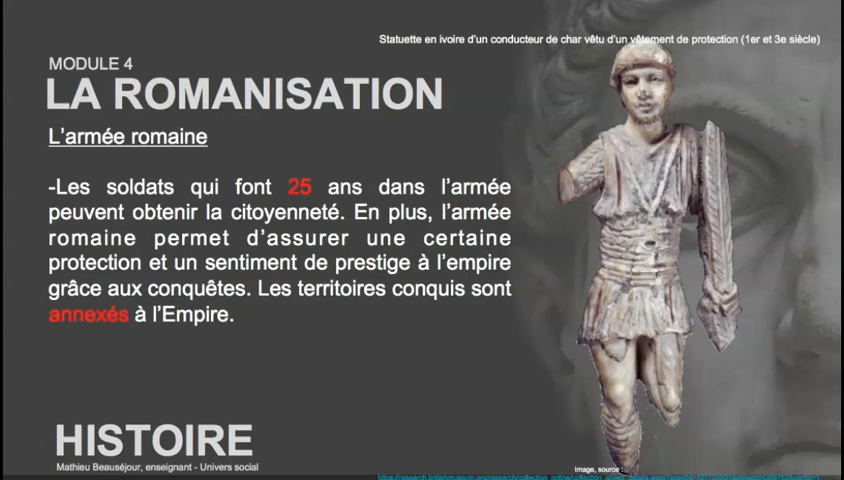 Statuette en ivoire d'un conducteur de char vêtu d'un vêtement de protection (1er et 3e siècle)
MODULE 4
LA ROMANISATION
L'armée romaine
-Les soldats qui font 25 ans dans l'armée
peuvent obtenir la citoyenneté. En plus, l'armée
romaine permet d'assurer une certaine
protection et un sentiment de prestige à l'empire
grâce aux conquêtes. Les territoires conquis sont
annexés à l'Empire.
HISTOIRE
Mathieu Beauséjour, enseignant - Univers social
Image, source :